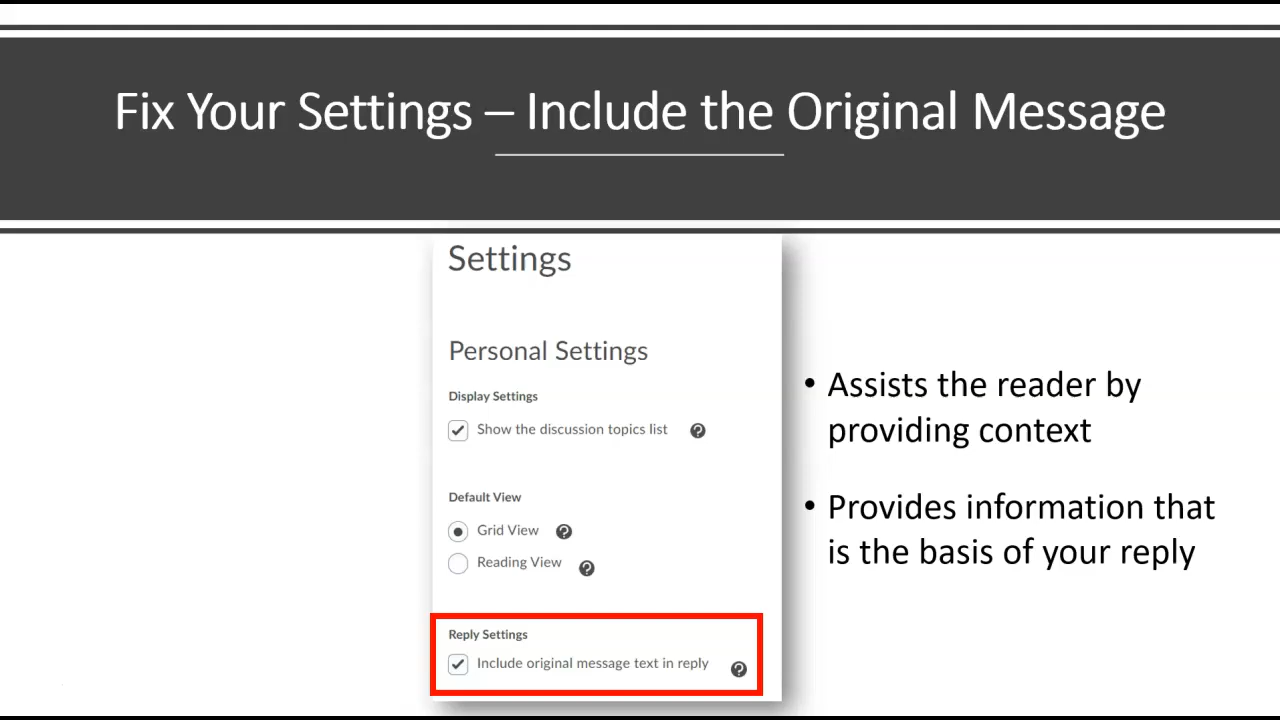 Fix Your Settings – Include the Original Message
Settings
Personal Settings
Display Settings
Show the discussion topics list
Default View
Grid View
Reading View
Reply Settings
Include original message text in reply
• Assists the reader by
providing context
• Provides information that
is the basis of your reply